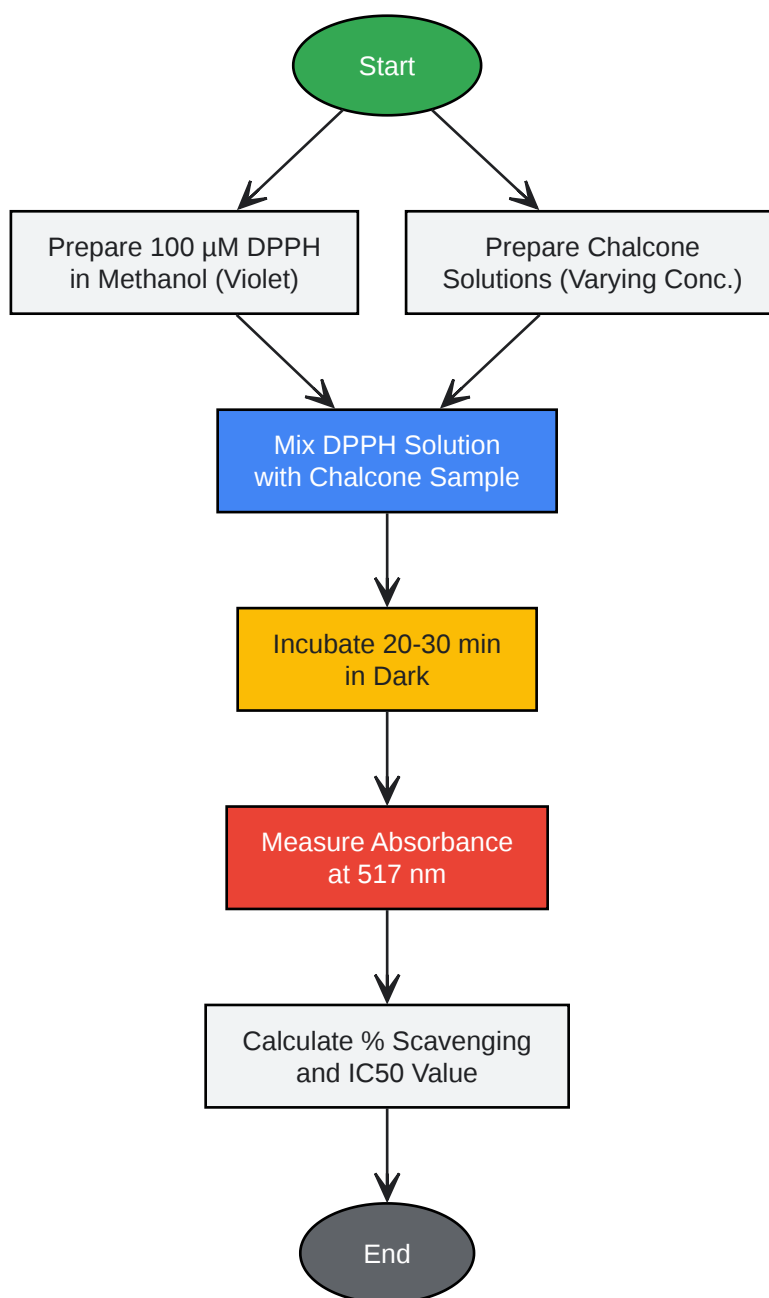 Start
Prepare 100 µM DPPH
in Methanol (Violet)
Prepare Chalcone
Solutions (Varying Conc.)
Mix DPPH Solution
with Chalcone Sample
Incubate 20-30 min
in Dark
Measure Absorbance
at 517 nm
Calculate % Scavenging
and IC50 Value
End